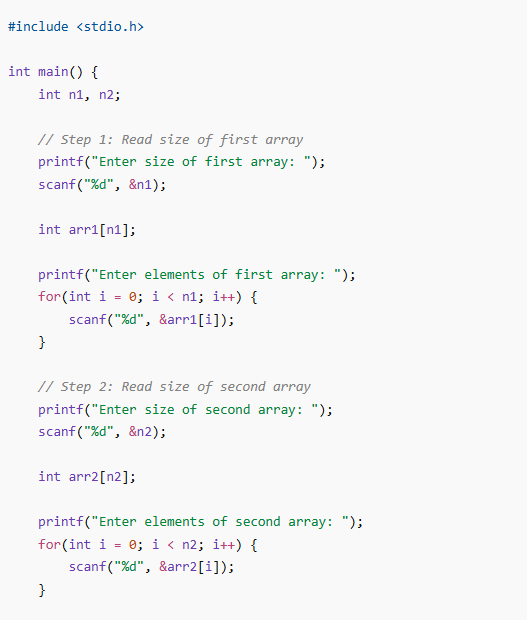 #include <stdio.h>
int main() {
int n1, n2;
// Step 1: Read size of first array
printf("Enter size of first array: ");
scanf("%d", &n1);
int arr1[n1];
printf("Enter elements of first array: ");
for(int i = 0; i < n1; i++) {
scanf("%d", &arr1[i]);
}
// Step 2: Read size of second array
printf("Enter size of second array: ");
scanf("%d", &n2);
int arr2[n2];
printf("Enter elements of second array: ");
for(int i = 0; i < n2; i++) {
scanf("%d", &arr2[i]);
}